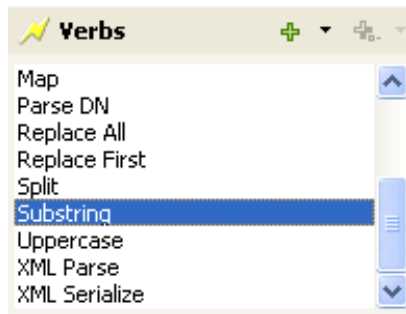 Verbs
Map
Parse DN
Replace All
Replace First
Split
Substring
Uppercase
XML Parse
XML Serialize